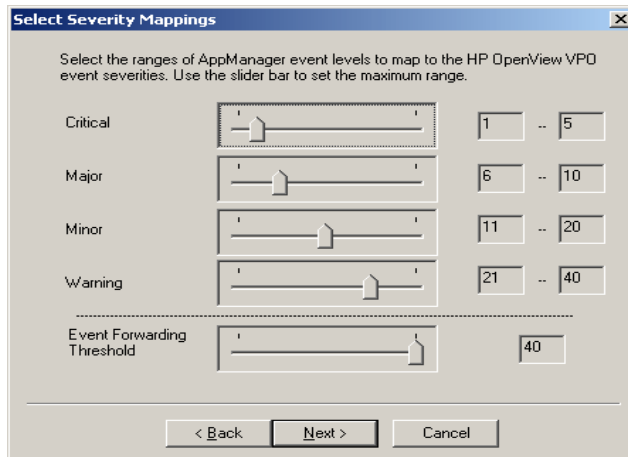 Select Severity Mappings
Select the ranges of AppManager event levels to map to the HP OpenView VPO
event severities. Use the slider bar to set the maximum range.
Critical 1 -- 5
Major 6 -- 10
Minor 11 -- 20
Warning 21 -- 40
Event Forwarding
Threshold 40
< Back Next > Cancel